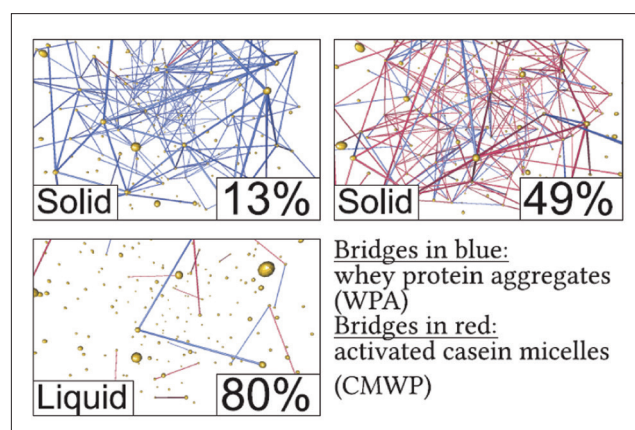 Solid 13%
Solid 49%
Liquid 80%
Bridges in blue:
whey protein aggregates
(WPA)
Bridges in red:
activated casein micelles
(CMWP)